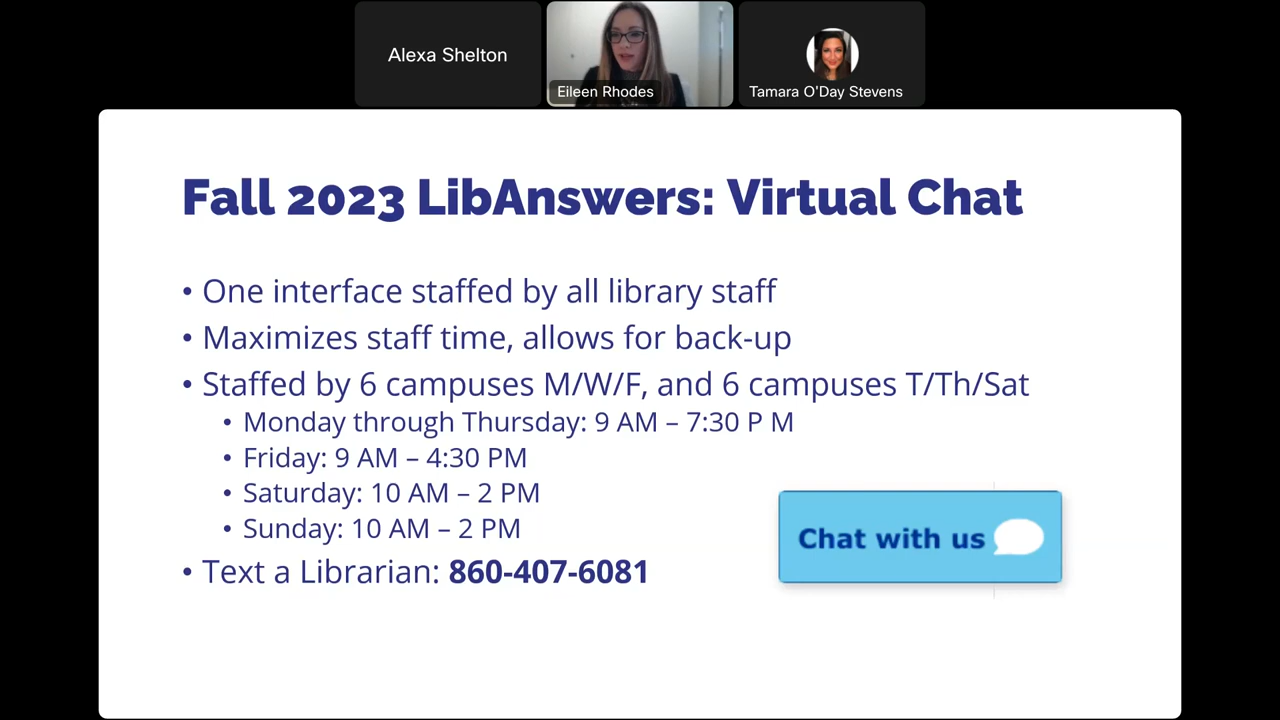 Alexa Shelton
Eileen Rhodes
Tamara O'Day Stevens
Fall 2023 LibAnswers: Virtual Chat
• One interface staffed by all library staff
• Maximizes staff time, allows for back-up
• Staffed by 6 campuses M/W/F, and 6 campuses T/Th/Sat
• Monday through Thursday: 9 AM – 7:30 P M
• Friday: 9 AM – 4:30 PM
• Saturday: 10 AM – 2 PM
• Sunday: 10 AM – 2 PM
Chat with us
• Text a Librarian: 860-407-6081